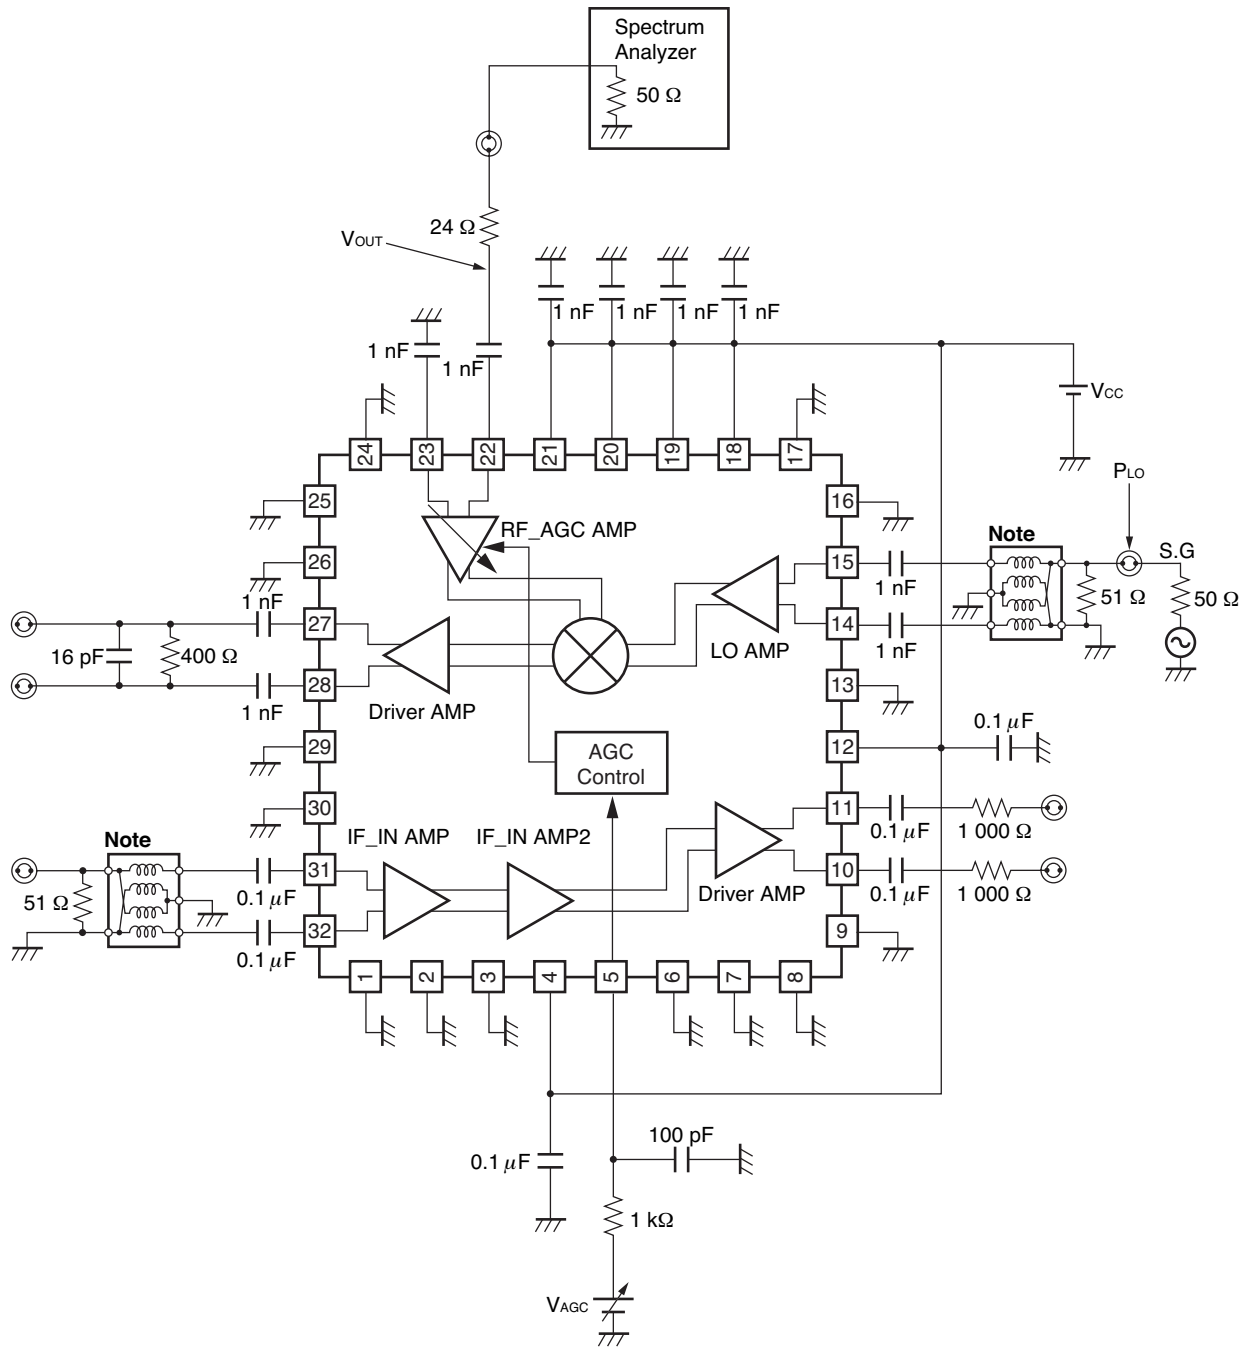 Spectrum
Analyzer
50 Ω
24 Ω
VOUT
1 nF
1 nF
1 nF
1 nF
1 nF
1 nF
VCC
24
23
22
21
20
19
18
17
PLO
25
16
Note
S.G
RF_AGC AMP
26
15
1 nF
1 nF
51 Ω
50 Ω
27
14
16 pF
400 Ω
LO AMP
1 nF
28
13
1 nF
Driver AMP
0.1 µF
29
AGC
Control
12
30
11
Note
IF_IN AMP
IF_IN AMP2
0.1 µF
1 000 Ω
31
10
51 Ω
0.1 µF
Driver AMP
0.1 µF
1 000 Ω
32
9
0.1 µF
1
2
3
4
5
6
7
8
100 pF
0.1 µF
1 kΩ
VAGC